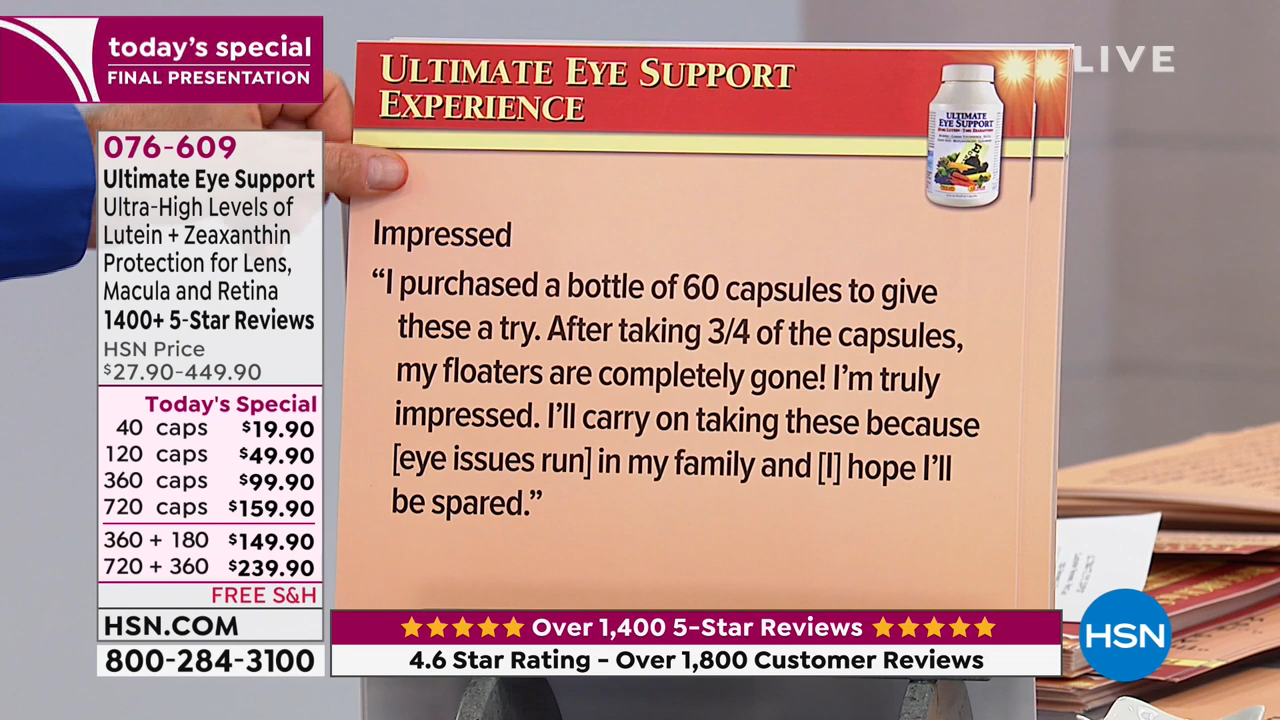 today's special
FINAL PRESENTATION
076-609
Ultimate Eye Support
Ultra-High Levels of
Lutein + Zeaxanthin
Protection for Lens,
Macula and Retina
1400+ 5-Star Reviews
HSN Price
$27.90-449.90
Today's Special
40 caps $19.90
120 caps $49.90
360 caps $99.90
720 caps $159.90
360 + 180 $149.90
720 + 360 $239.90
FREE S&H
HSN.COM
800-284-3100
LIVE
ULTIMATE EYE SUPPORT
EXPERIENCE
ULTIMATE
EYE SUPPORT
Impressed
“I purchased a bottle of 60 capsules to give
these a try. After taking 3/4 of the capsules,
my floaters are completely gone! I’m truly
impressed. I’ll carry on taking these because
[eye issues run] in my family and [I] hope I’ll
be spared.”
Over 1,400 5-Star Reviews
4.6 Star Rating – Over 1,800 Customer Reviews
HSN